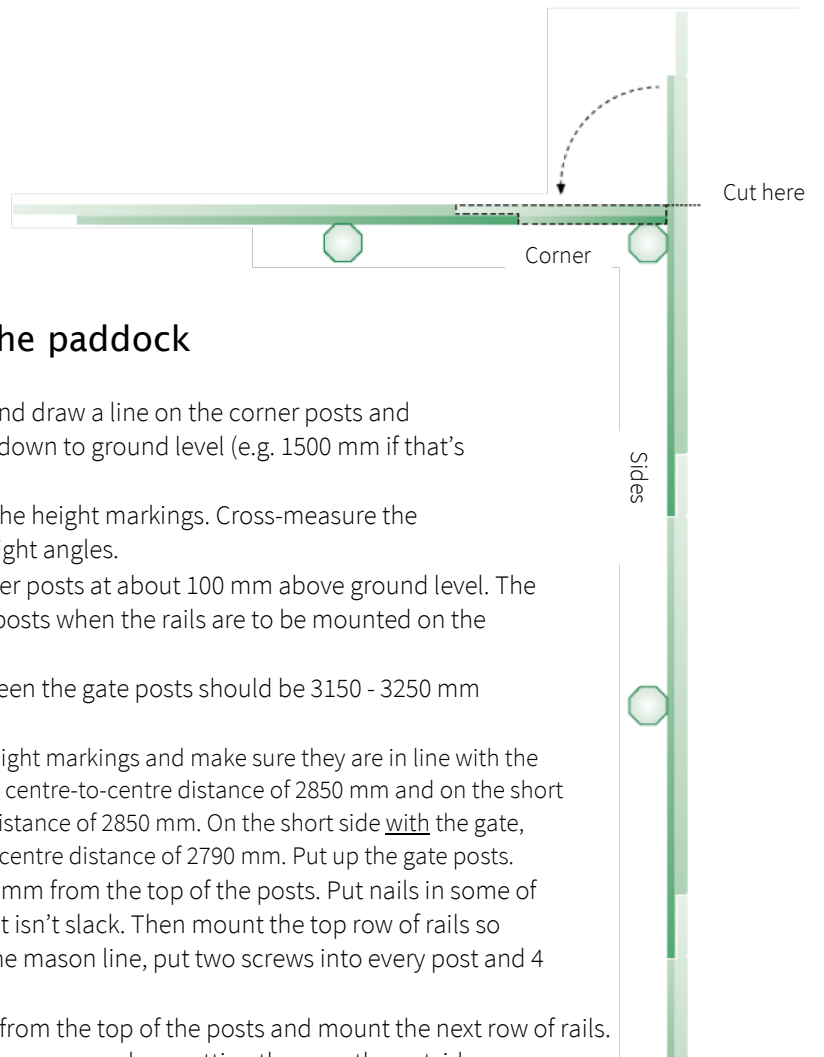 Cut here
Corner
Sides
he paddock
nd draw a line on the corner posts and
down to ground level (e.g. 1500 mm if that’s
he height markings. Cross-measure the
ght angles.
er posts at about 100 mm above ground level. The
posts when the rails are to be mounted on the
een the gate posts should be 3150 - 3250 mm
ight markings and make sure they are in line with the
centre-to-centre distance of 2850 mm and on the short
istance of 2850 mm. On the short side with the gate,
centre distance of 2790 mm. Put up the gate posts.
mm from the top of the posts. Put nails in some of
t isn’t slack. Then mount the top row of rails so
he mason line, put two screws into every post and 4
from the top of the posts and mount the next row of rails.